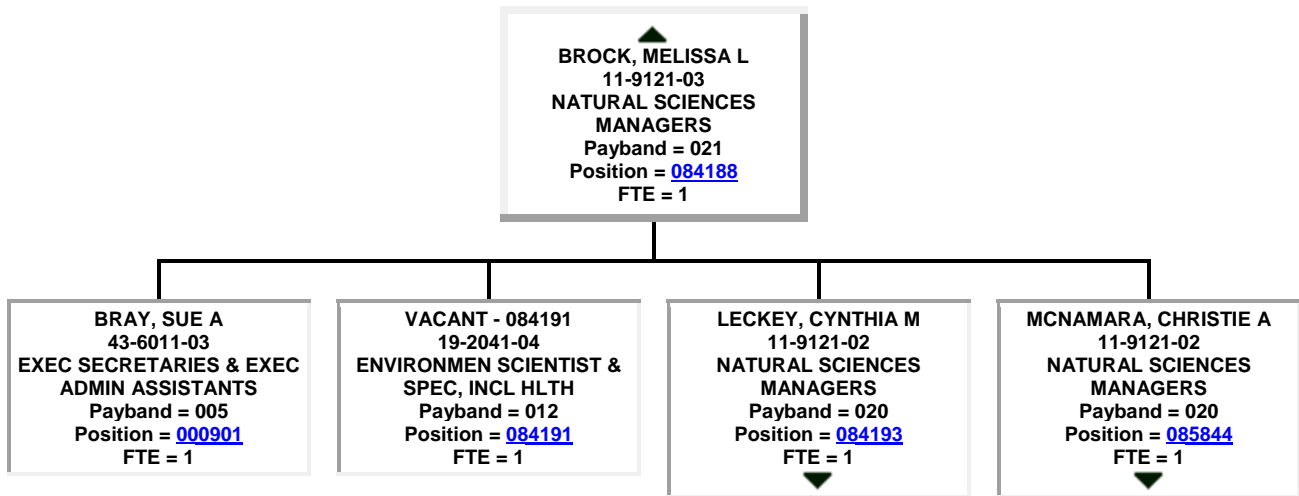 BROCK, MELISSA L
11-9121-03
NATURAL SCIENCES
MANAGERS
Payband = 021
Position = 084188
FTE = 1
BRAY, SUE A
43-6011-03
EXEC SECRETARIES & EXEC
ADMIN ASSISTANTS
Payband = 005
Position = 000901
FTE = 1
VACANT - 084191
19-2041-04
ENVIRONMEN SCIENTIST &
SPEC, INCL HLTH
Payband = 012
Position = 084191
FTE = 1
LECKEY, CYNTHIA M
11-9121-02
NATURAL SCIENCES
MANAGERS
Payband = 020
Position = 084193
FTE = 1
MCNAMARA, CHRISTIE A
11-9121-02
NATURAL SCIENCES
MANAGERS
Payband = 020
Position = 085844
FTE = 1